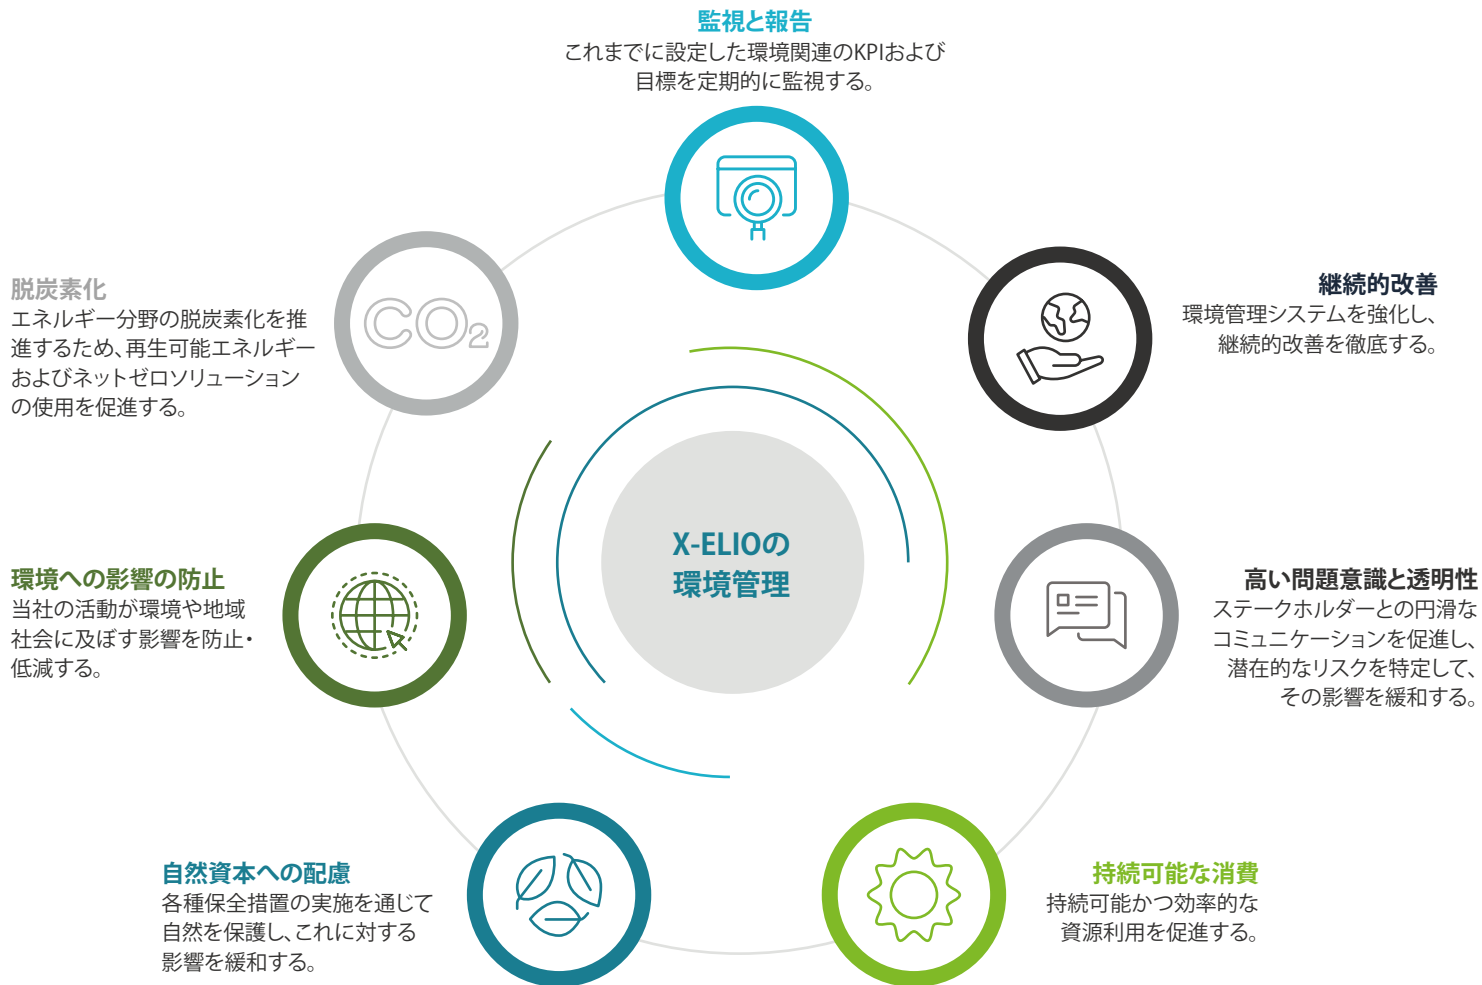 監視と報告
これまでに設定した環境関連のKPIおよび
目標を定期的に監視する。
継続的改善
環境管理システムを強化し、
継続的改善を徹底する。
高い問題意識と透明性
ステークホルダーとの円滑な
コミュニケーションを促進し、
潜在的なリスクを特定して、
その影響を緩和する。
持続可能な消費
持続可能かつ効率的な
資源利用を促進する。
自然資本への配慮
各種保全措置の実施を通じて
自然を保護し、これに対する
影響を緩和する。
環境への影響の防止
当社の活動が環境や地域
社会に及ぼす影響を防止・
低減する。
脱炭素化
エネルギー分野の脱炭素化を推
進するため、再生可能エネルギー
およびネットゼロソリューション
の使用を促進する。
CO2
X-ELIOの
環境管理